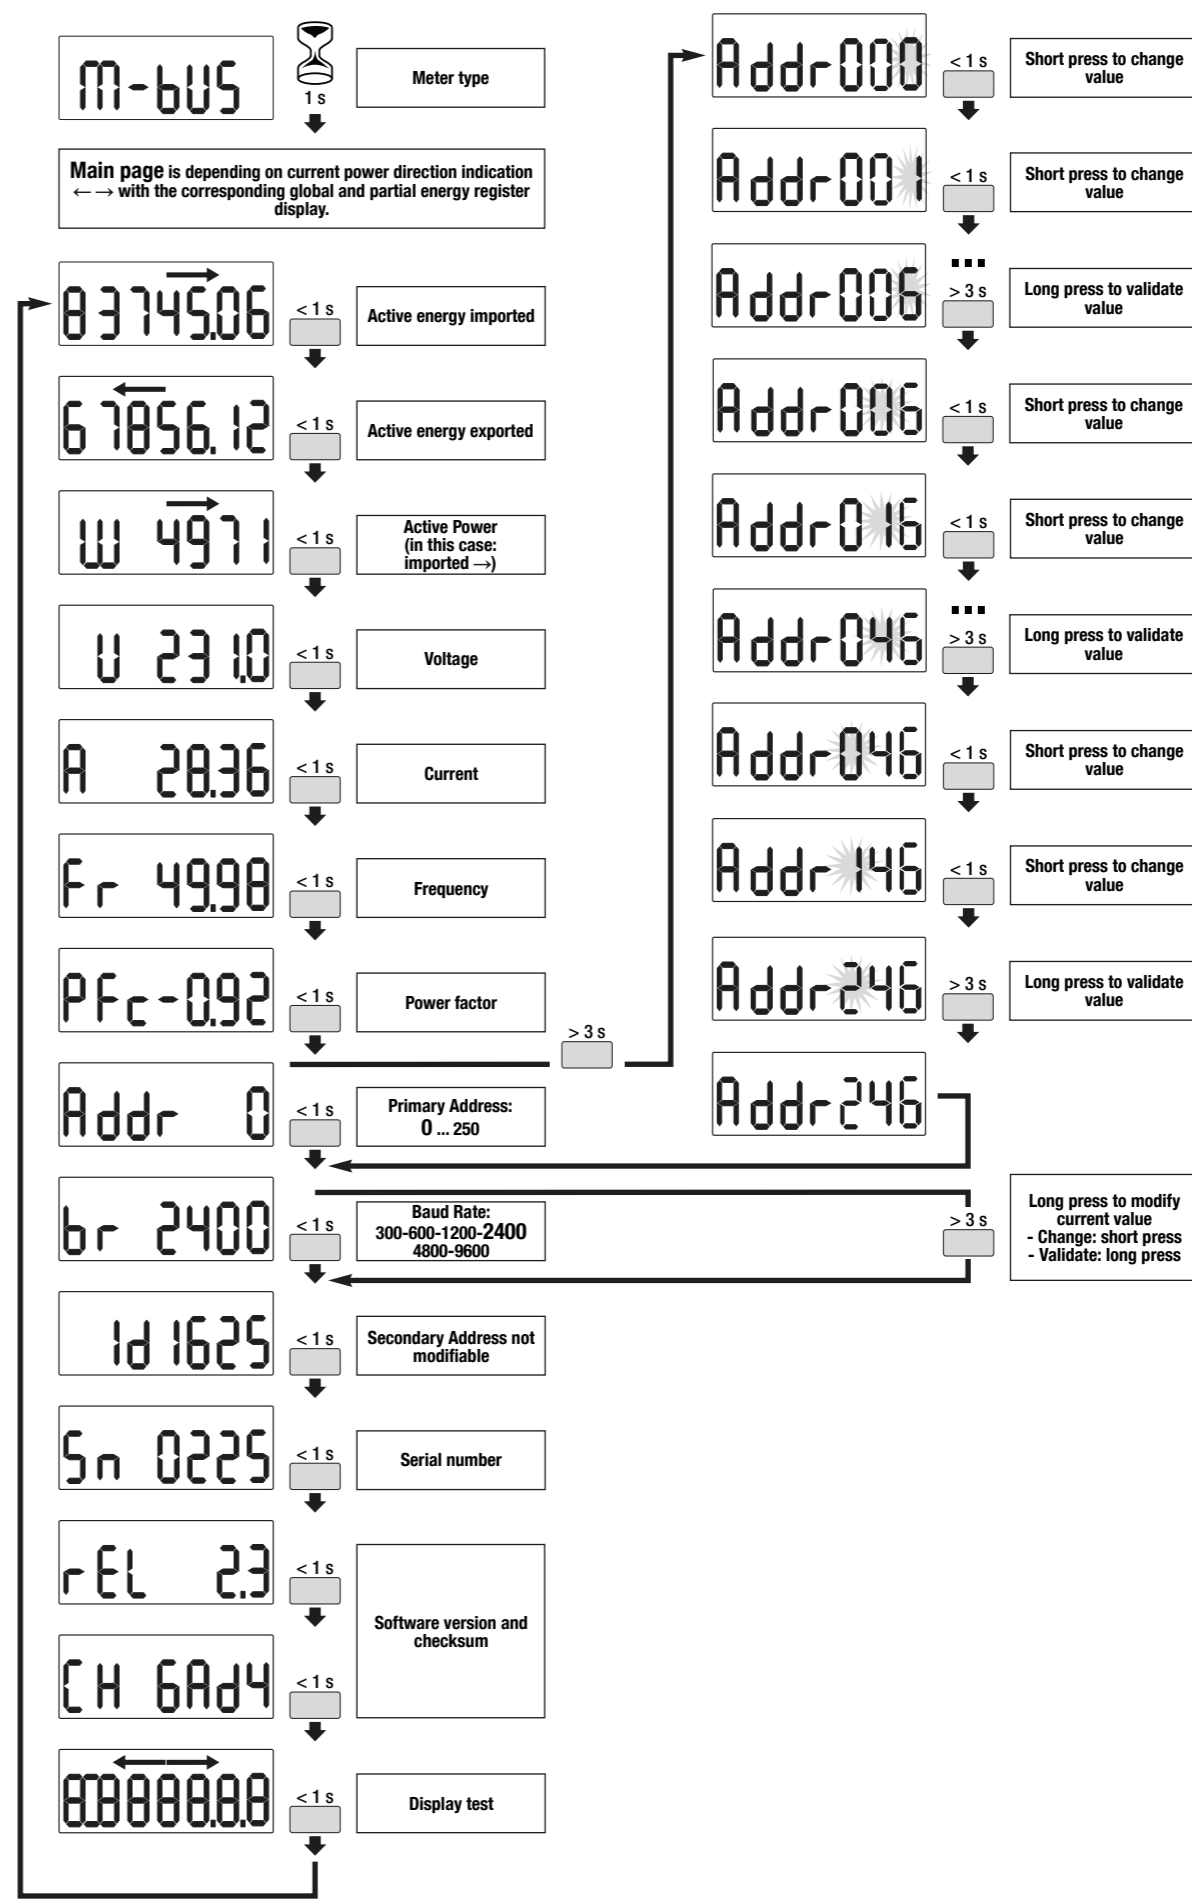 M-bUS
1 s
Meter type
Main page is depending on current power direction indication
←→ with the corresponding global and partial energy register
display.
→
83745.06
< 1 s
Active energy imported
←
67856.12
< 1 s
Active energy exported
→
W 4971
< 1 s
Active Power
(in this case:
imported →)
U 231.0
< 1 s
Voltage
A 28.36
< 1 s
Current
Fr 49.98
< 1 s
Frequency
PFc-0.92
< 1 s
Power factor
> 3 s
Addr 0
< 1 s
Primary Address:
0 ... 250
br 2400
< 1 s
Baud Rate:
300-600-1200-2400
4800-9600
Id1625
< 1 s
Secondary Address not
modifiable
Sn 0225
< 1 s
Serial number
rEL 2.3
< 1 s
CH 6Ad4
< 1 s
Software version and
checksum
←→
8.8.8888.8.8
< 1 s
Display test
Addr000
< 1 s
Short press to change
value
Addr001
< 1 s
Short press to change
value
Addr006
...
> 3 s
Long press to validate
value
Addr006
< 1 s
Short press to change
value
Addr016
< 1 s
Short press to change
value
Addr046
...
> 3 s
Long press to validate
value
Addr046
< 1 s
Short press to change
value
Addr146
< 1 s
Short press to change
value
Addr246
> 3 s
Long press to validate
value
Addr246
> 3 s
Long press to modify
current value
- Change: short press
- Validate: long press